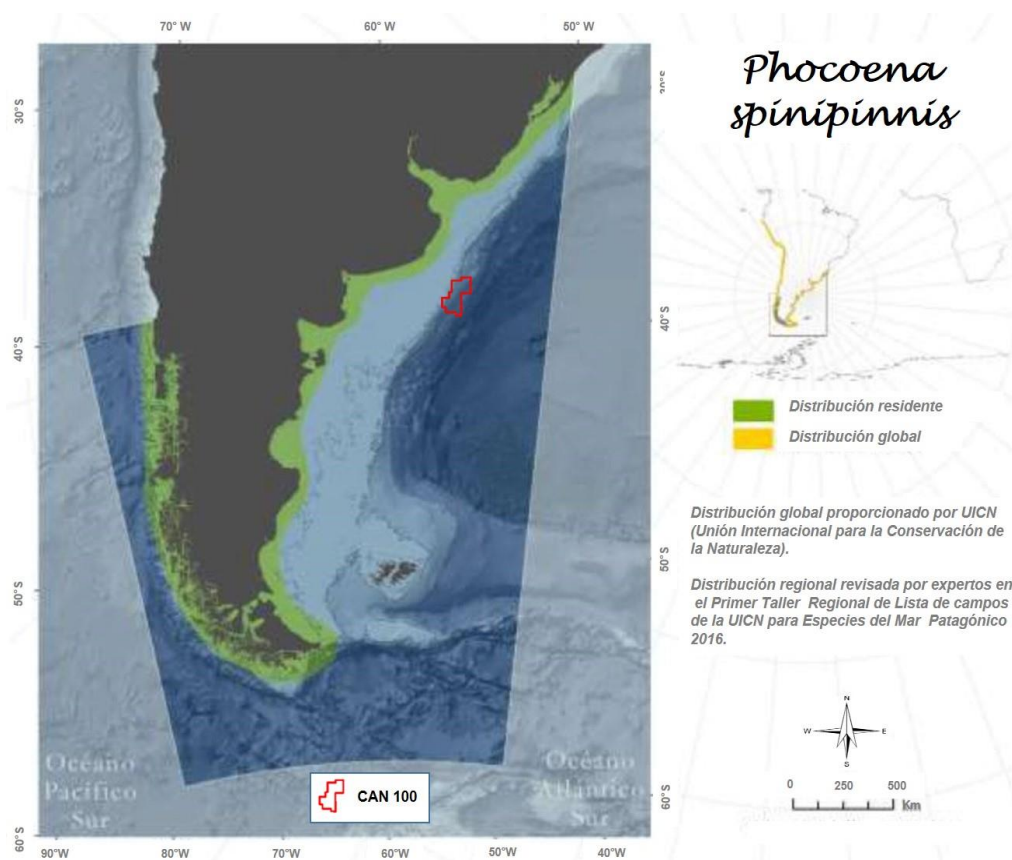 70° W
60°W
50°W
30°S
40°S
50°S
60°S
90°W
80°W
70°W
60°W
50°W
40°W
40°S
50°S
60°S
Océano
Pacífico
Sur
Océano
Atlántico
Sur
CAN 100
Phocoena
spinipinnis
Distribución residente
Distribución global
Distribución global proporcionado por UICN
(Unión Internacional para la Conservación de
la Naturaleza).
Distribución regional revisada por expertos en
el Primer Taller Regional de Lista de campos
de la UICN para Especies del Mar Patagónico
2016.
N
W E
S
0 250 500
Km